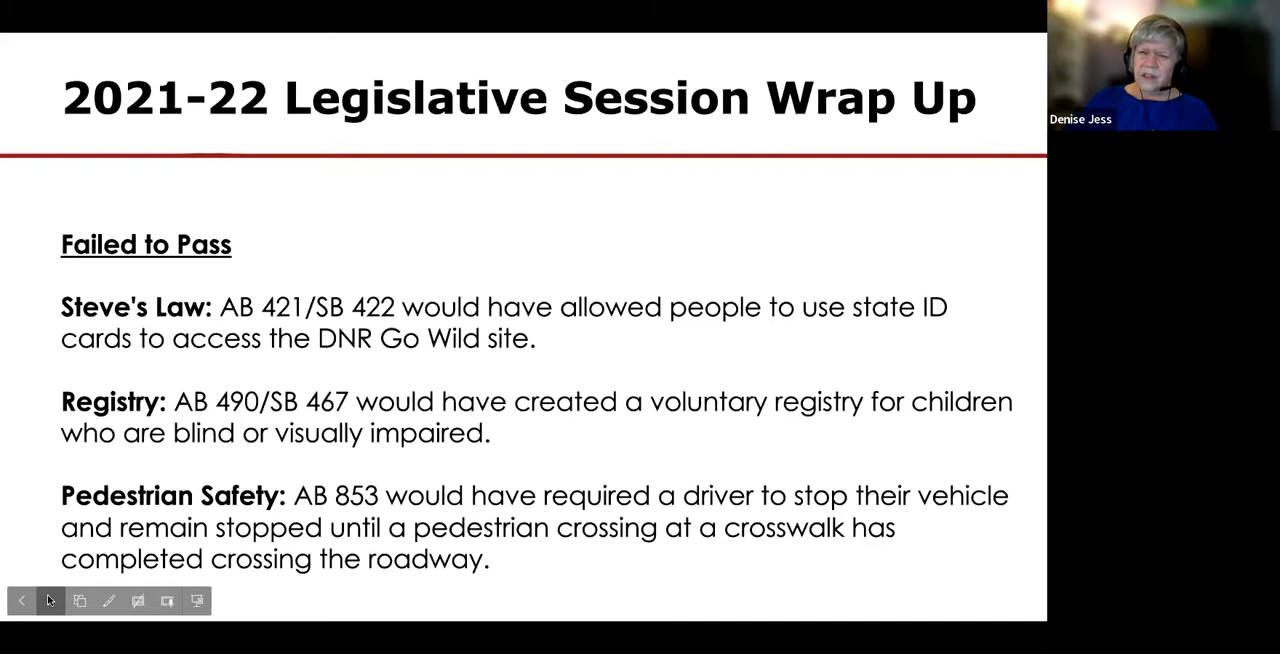 2021-22 Legislative Session Wrap Up
Denise Jess
Failed to Pass
Steve's Law: AB 421/SB 422 would have allowed people to use state ID
cards to access the DNR Go Wild site.
Registry: AB 490/SB 467 would have created a voluntary registry for children
who are blind or visually impaired.
Pedestrian Safety: AB 853 would have required a driver to stop their vehicle
and remain stopped until a pedestrian crossing at a crosswalk has
completed crossing the roadway.